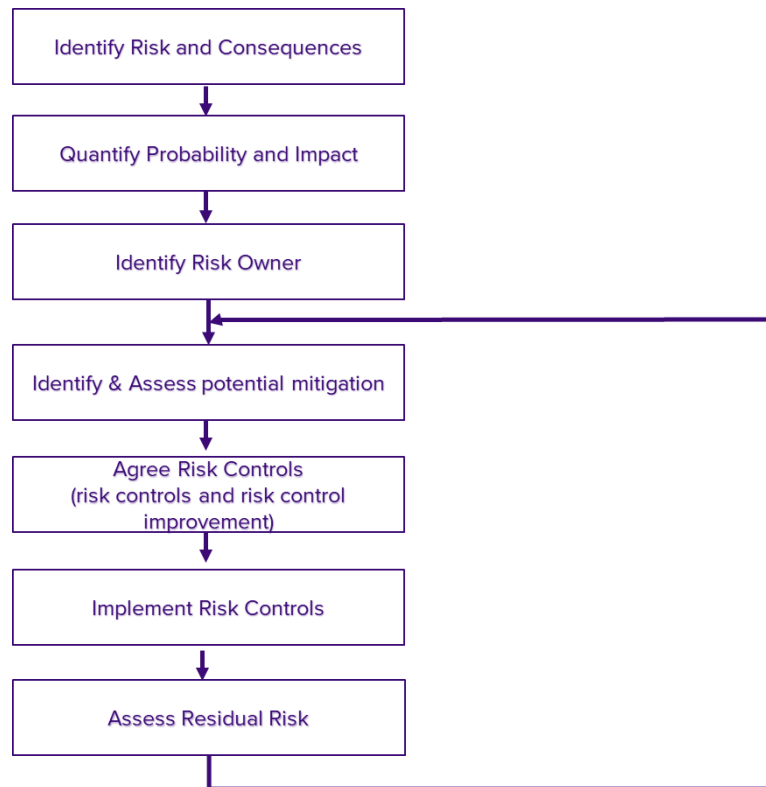 Identify Risk and Consequences
Quantify Probability and Impact
Identify Risk Owner
Identify & Assess potential mitigation
Agree Risk Controls
(risk controls and risk control
improvement)
Implement Risk Controls
Assess Residual Risk